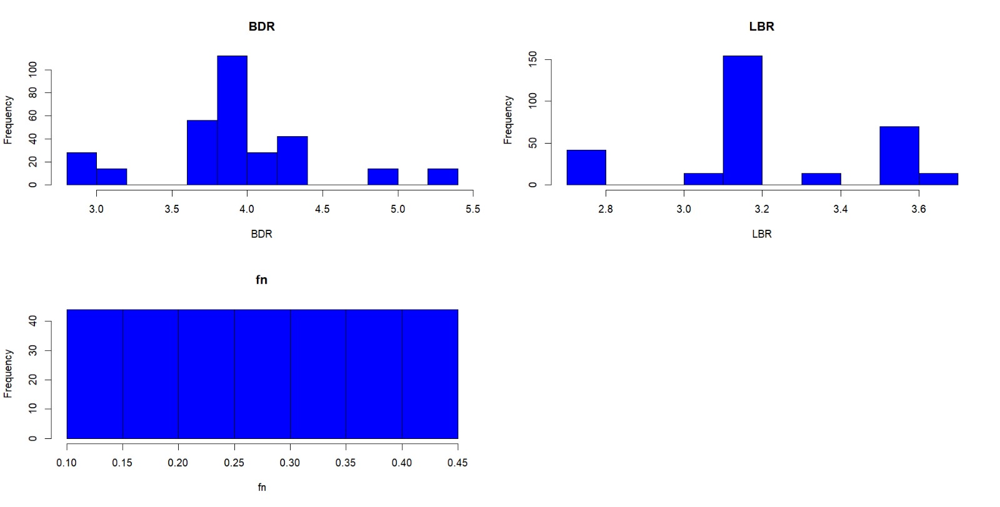 BDR
Frequency
0 20 40 60 80 100
3.0 3.5 4.0 4.5 5.0 5.5
BDR
LBR
Frequency
0 50 100 150
2.8 3.0 3.2 3.4 3.6
LBR
fn
Frequency
0 10 20 30 40
0.10 0.15 0.20 0.25 0.30 0.35 0.40 0.45
fn